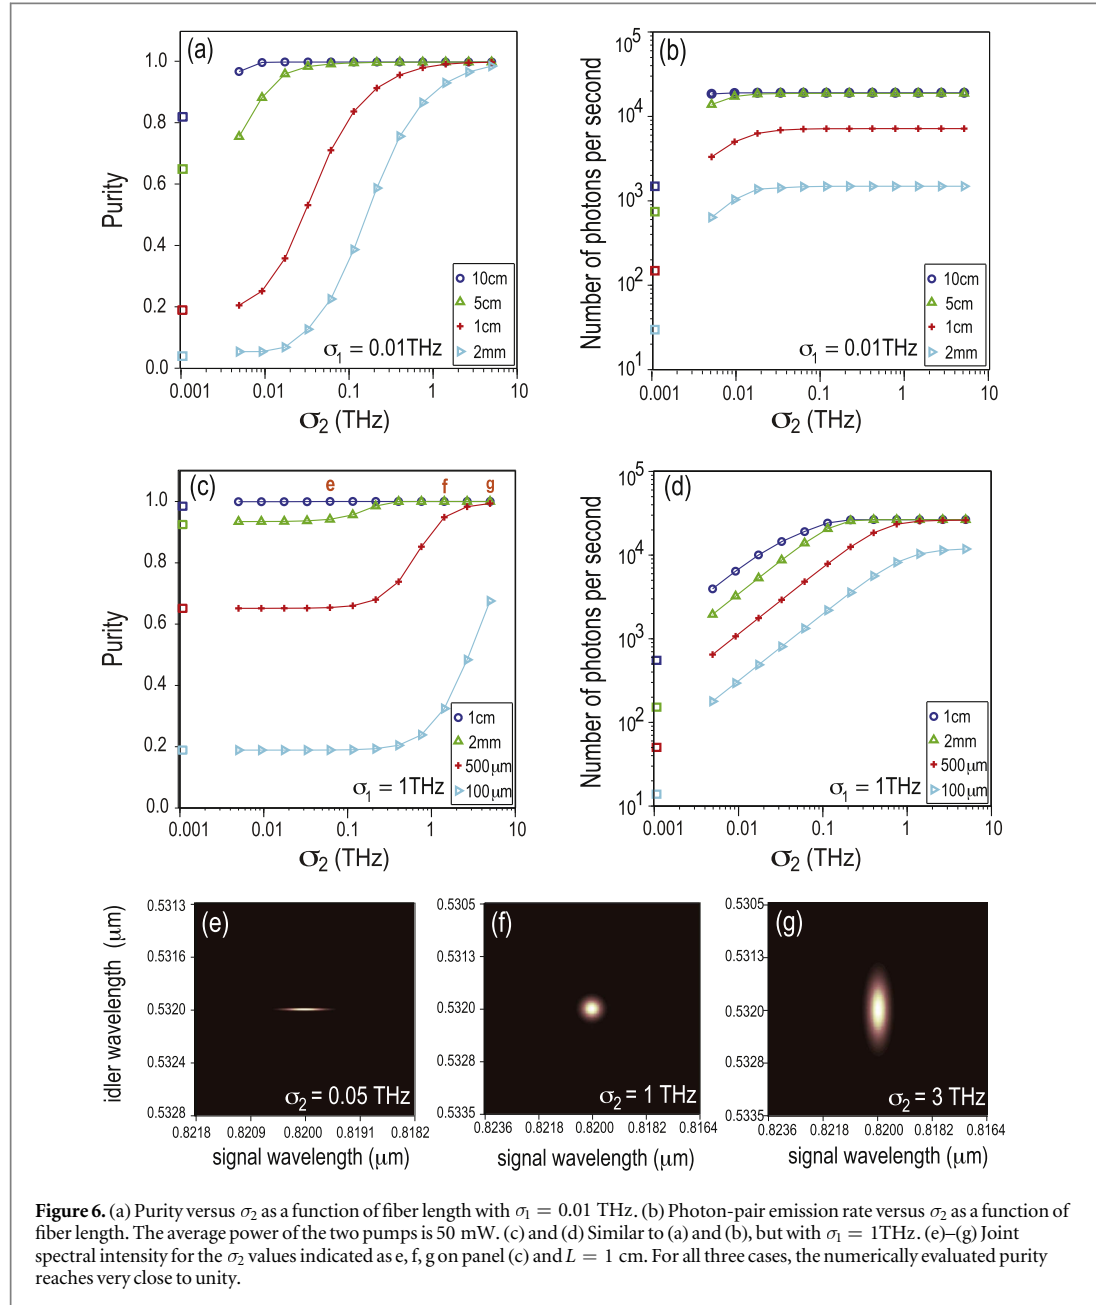 (a)
1.0
0.8
0.6
0.4
0.2
0.0
Purity
10cm
5cm
1cm
2mm
σ1 = 0.01THz
0.001 0.01 0.1 1 10
σ2 (THz)
(b)
10^5
10^4
10^3
10^2
10^1
Number of photons per second
10cm
5cm
1cm
2mm
σ1 = 0.01THz
0.001 0.01 0.1 1 10
σ2 (THz)
(c)
e f g
1.0
0.8
0.6
0.4
0.2
0.0
Purity
1cm
2mm
500μm
100μm
σ1 = 1THz
0.001 0.01 0.1 1 10
σ2 (THz)
(d)
10^5
10^4
10^3
10^2
10^1
Number of photons per second
1cm
2mm
500μm
100μm
σ1 = 1THz
0.001 0.01 0.1 1 10
σ2 (THz)
(e)
idler wavelength (μm)
0.5313
0.5316
0.5320
0.5324
0.5328
σ2 = 0.05 THz
0.8218 0.8209 0.8200 0.8191 0.8182
signal wavelength (μm)
(f)
0.5305
0.5313
0.5320
0.5328
0.5335
σ2 = 1 THz
0.8236 0.8218 0.8200 0.8182 0.8164
signal wavelength (μm)
(g)
0.5305
0.5313
0.5320
0.5328
0.5335
σ2 = 3 THz
0.8236 0.8218 0.8200 0.8182 0.8164
signal wavelength (μm)
Figure 6. (a) Purity versus σ2 as a function of fiber length with σ1 = 0.01 THz. (b) Photon-pair emission rate versus σ2 as a function of
fiber length. The average power of the two pumps is 50 mW. (c) and (d) Similar to (a) and (b), but with σ1 = 1THz. (e)–(g) Joint
spectral intensity for the σ2 values indicated as e, f, g on panel (c) and L = 1 cm. For all three cases, the numerically evaluated purity
reaches very close to unity.